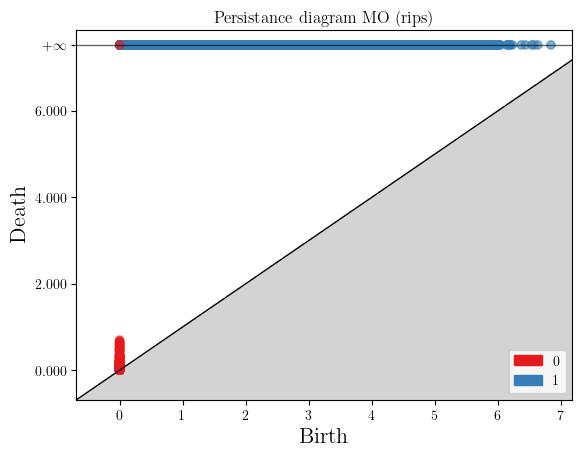 Persistance diagram MO (rips)
+∞
6.000
4.000
2.000
0.000
Death
0
1
0 1 2 3 4 5 6 7
Birth